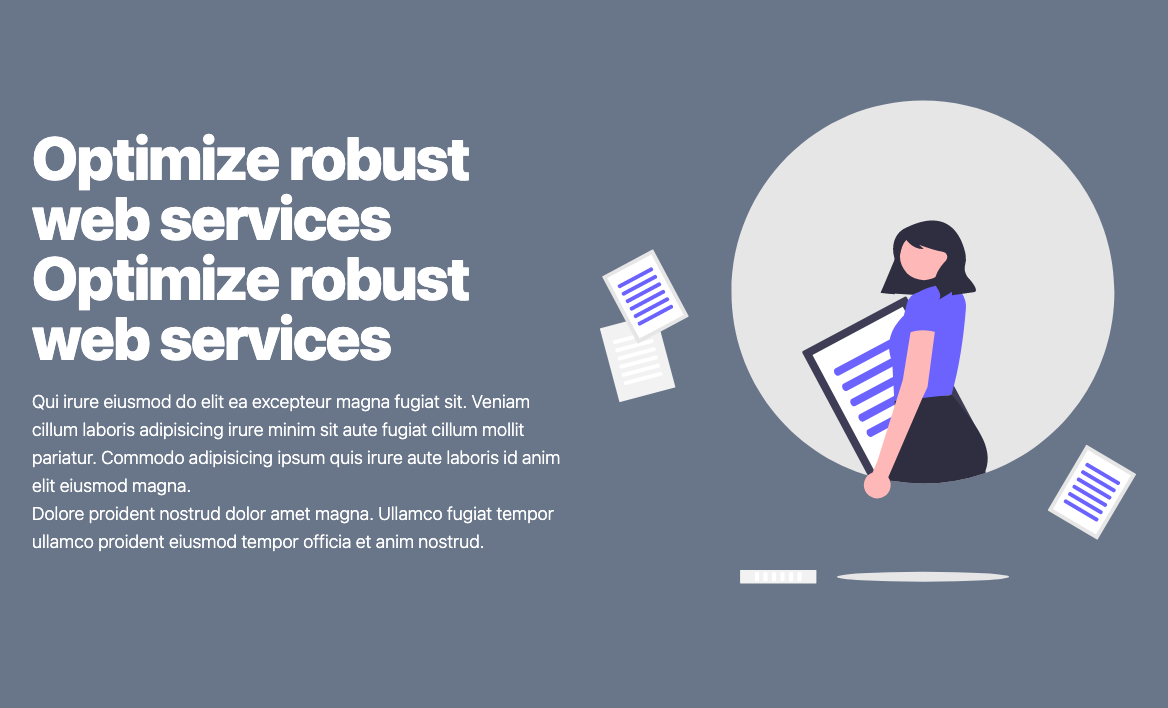 Optimize robust
web services
Optimize robust
web services
Qui irure eiusmod do elit ea excepteur magna fugiat sit. Veniam
cillum laboris adipisicing irure minim sit aute fugiat cillum mollit
pariatur. Commodo adipisicing ipsum quis irure aute laboris id anim
elit eiusmod magna.
Dolore proident nostrud dolor amet magna. Ullamco fugiat tempor
ullamco proident eiusmod tempor officia et anim nostrud.